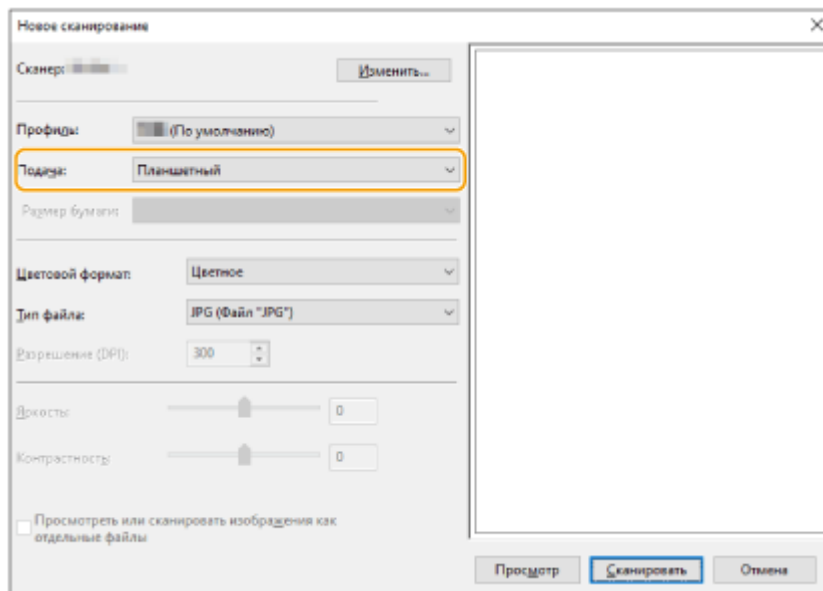 Новое сканирование
Сканер:
Изменить...
Профиль:
(По умолчанию)
Подача:
Планшетный
Размер бумаги:
Цветовой формат:
Цветное
Тип файла:
JPG (Файл "JPG")
Разрешение (DPI):
300
Яркость:
0
Контрастность:
0
Просмотреть или сканировать изображения как
отдельные файлы
Просмотр
Сканировать
Отмена